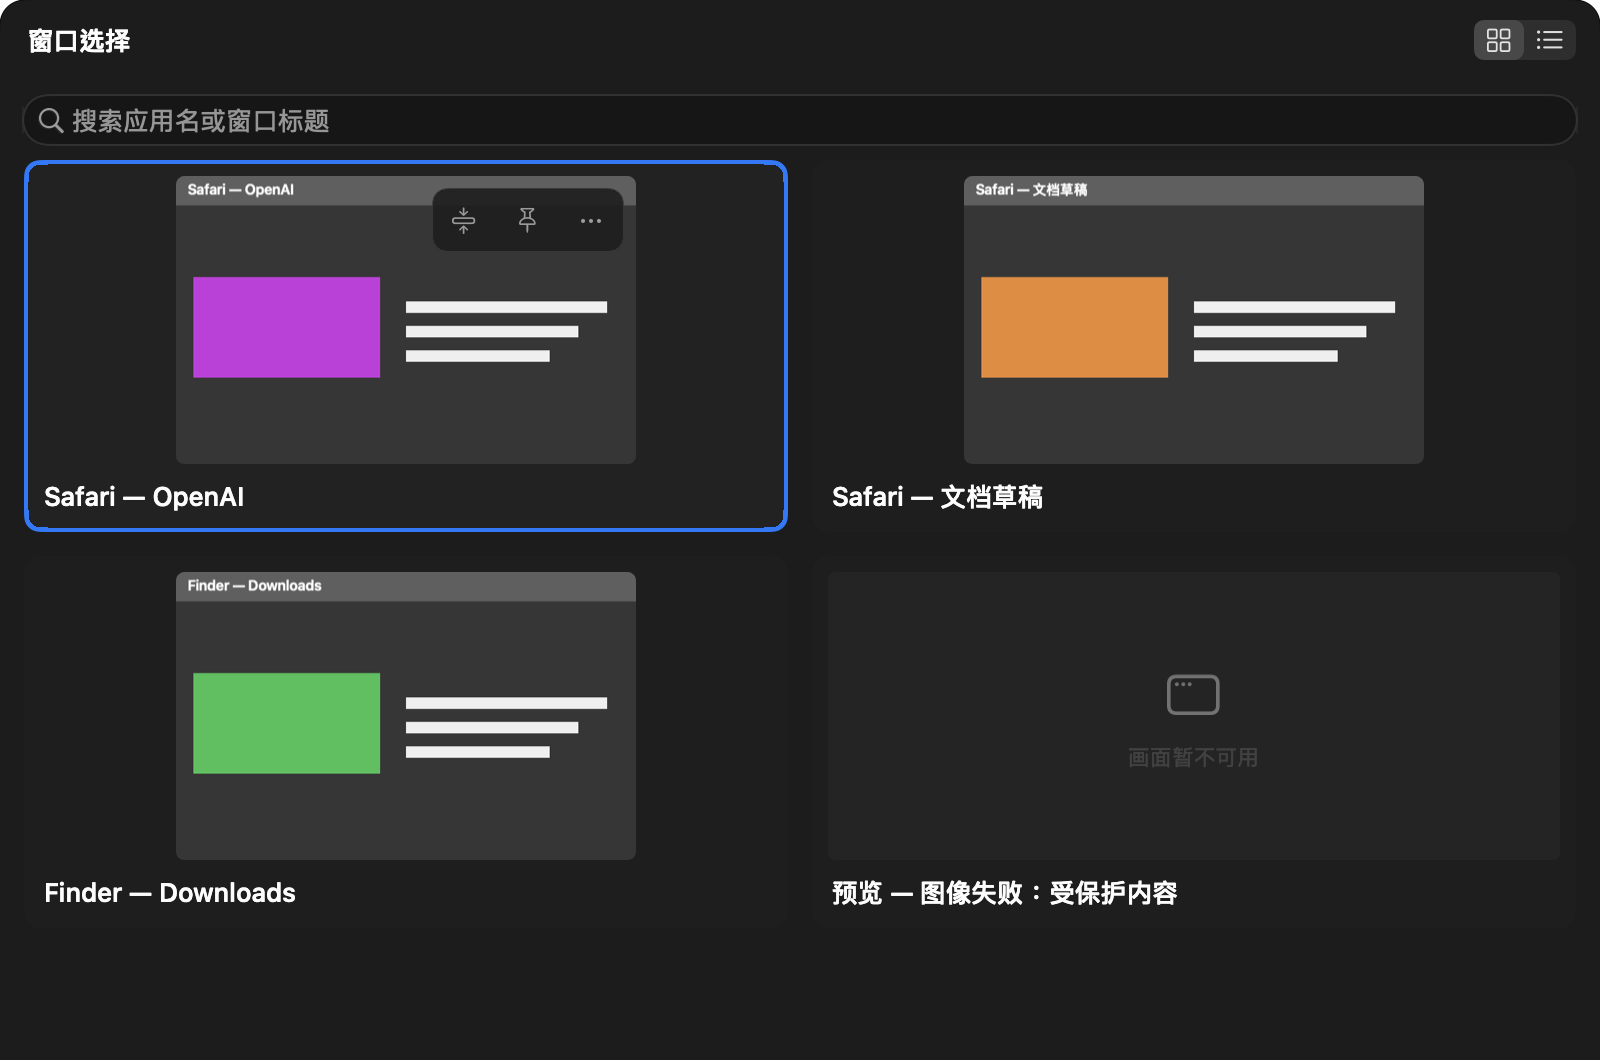 窗口选择
搜索应用名或窗口标题
Safari — OpenAI
Safari — 文档草稿
Safari — OpenAI
Safari — 文档草稿
Finder — Downloads
画面暂不可用
Finder — Downloads
预览 — 图像失败：受保护内容